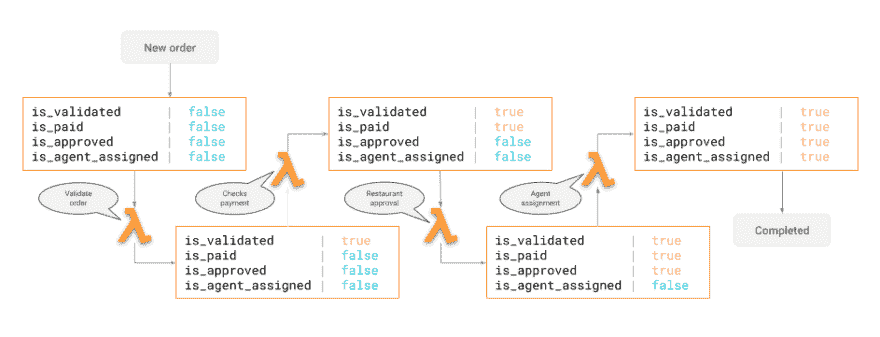 New order
is_validated | false
is_paid | false
is_approved | false
is_agent_assigned | false
Validate
order
λ
is_validated | true
is_paid | false
is_approved | false
is_agent_assigned | false
Checks
payment
λ
is_validated | true
is_paid | true
is_approved | false
is_agent_assigned | false
Restaurant
approval
λ
is_validated | true
is_paid | true
is_approved | true
is_agent_assigned | false
Agent
assignment
λ
is_validated | true
is_paid | true
is_approved | true
is_agent_assigned | true
Completed